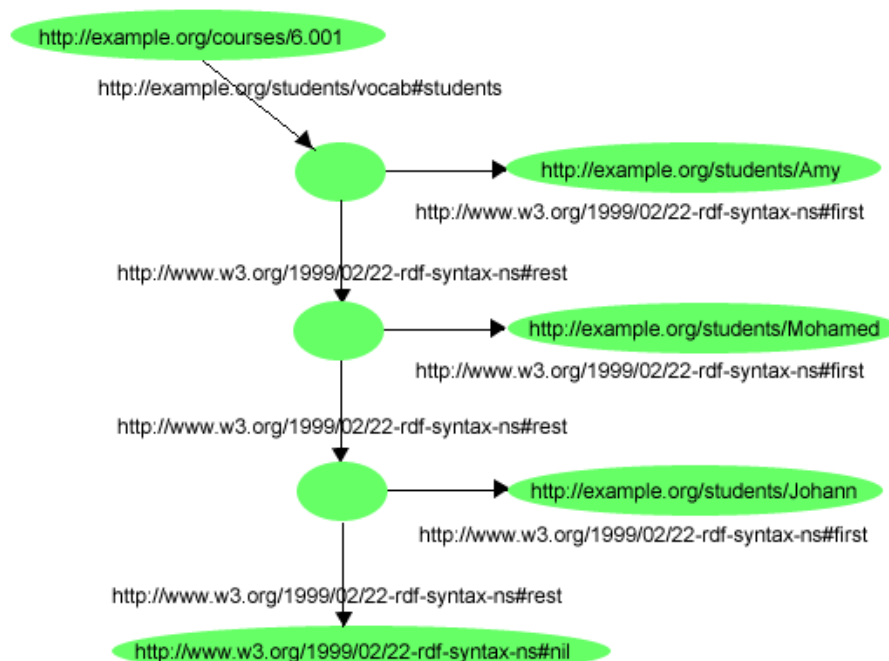 http://example.org/courses/6.001
http://example.org/students/vocab#students
http://example.org/students/Amy
http://www.w3.org/1999/02/22-rdf-syntax-ns#first
http://www.w3.org/1999/02/22-rdf-syntax-ns#rest
http://example.org/students/Mohamed
http://www.w3.org/1999/02/22-rdf-syntax-ns#first
http://www.w3.org/1999/02/22-rdf-syntax-ns#rest
http://example.org/students/Johann
http://www.w3.org/1999/02/22-rdf-syntax-ns#first
http://www.w3.org/1999/02/22-rdf-syntax-ns#rest
http://www.w3.org/1999/02/22-rdf-syntax-ns#nil